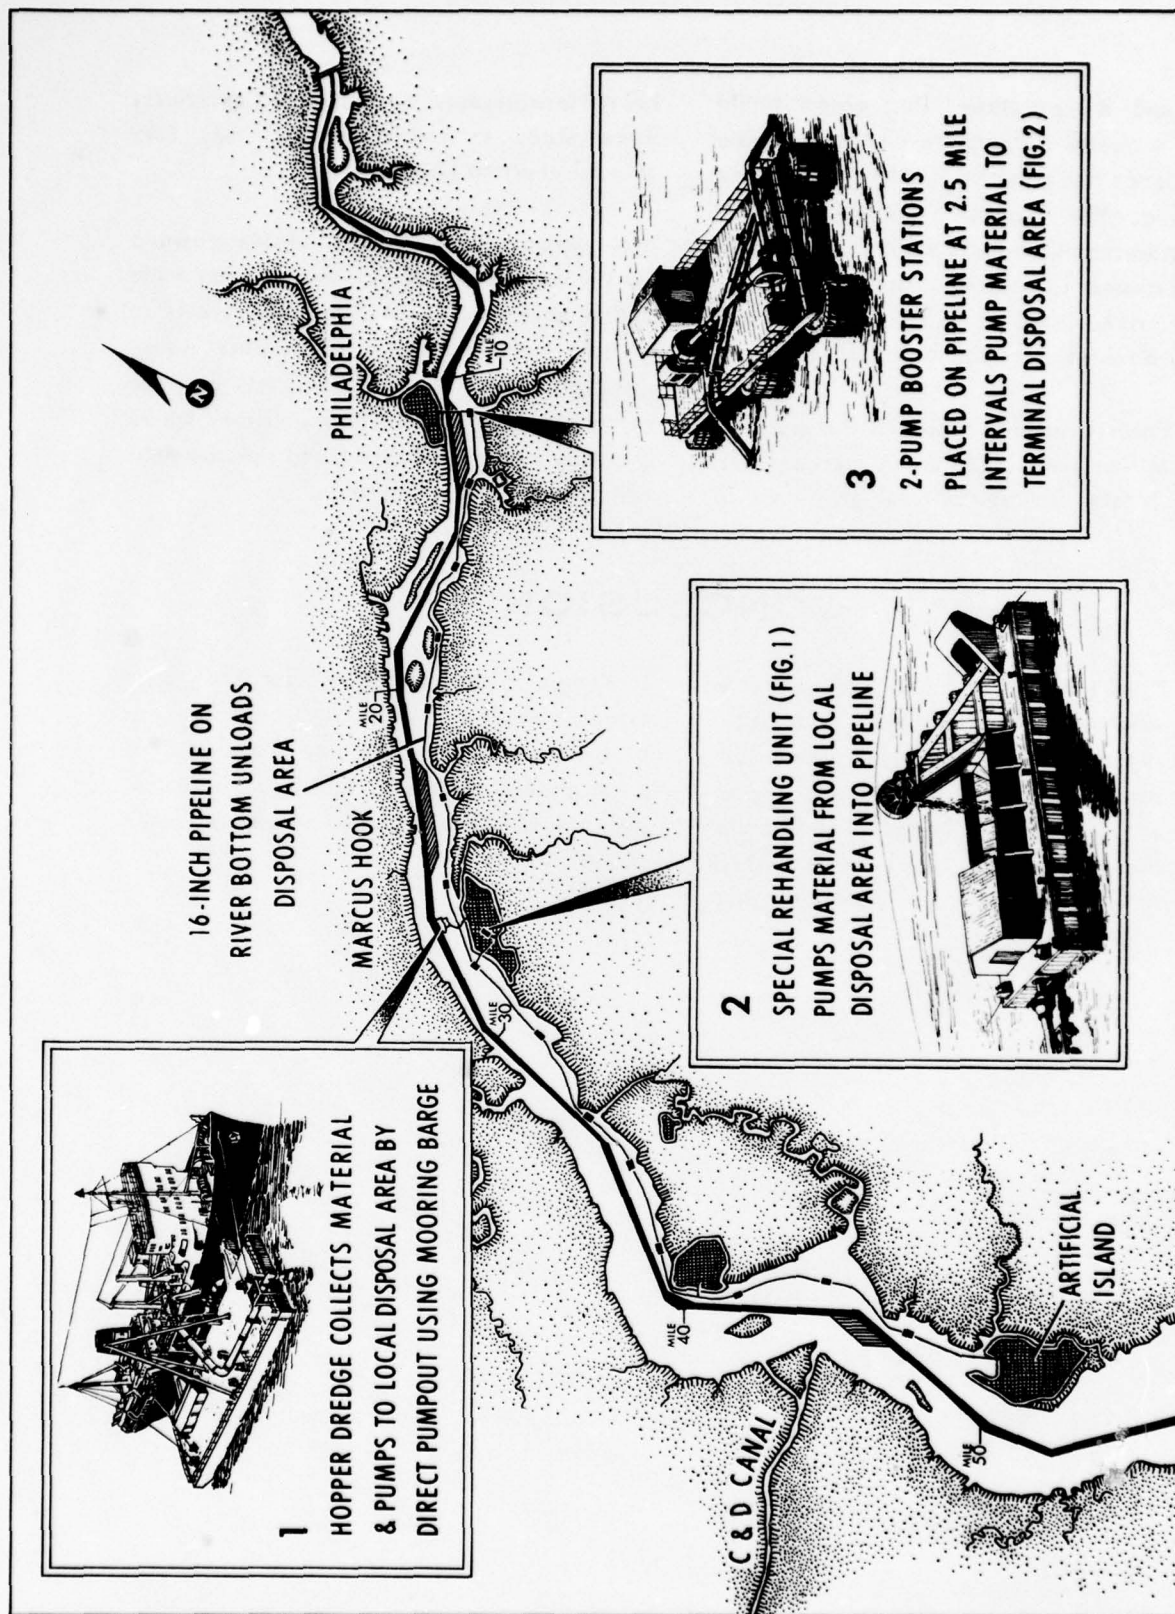 1
HOPPER DREDGE COLLECTS MATERIAL
& PUMPS TO LOCAL DISPOSAL AREA BY
DIRECT PUMPOUT USING MOORING BARGE
16-INCH PIPELINE ON
RIVER BOTTOM UNLOADS
DISPOSAL AREA
MARCUS HOOK
PHILADELPHIA
N
MILE
10
MILE
20
MILE
30
MILE
40
MILE
50
C & D CANAL
ARTIFICIAL
ISLAND
2
SPECIAL REHANDLING UNIT (FIG. 1)
PUMPS MATERIAL FROM LOCAL
DISPOSAL AREA INTO PIPELINE
3
2-PUMP BOOSTER STATIONS
PLACED ON PIPELINE AT 2.5 MILE
INTERVALS PUMP MATERIAL TO
TERMINAL DISPOSAL AREA (FIG.2)